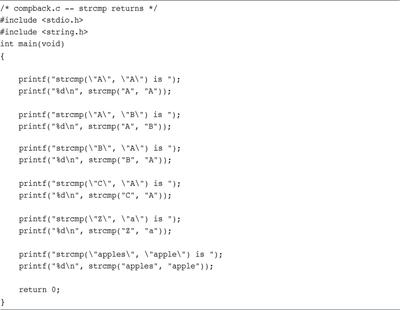 /* compback.c -- strcmp returns */
#include <stdio.h>
#include <string.h>
int main(void)
{
printf("strcmp(\"A\", \"A\") is ");
printf("%d\n", strcmp("A", "A"));
printf("strcmp(\"A\", \"B\") is ");
printf("%d\n", strcmp("A", "B"));
printf("strcmp(\"B\", \"A\") is ");
printf("%d\n", strcmp("B", "A"));
printf("strcmp(\"C\", \"A\") is ");
printf("%d\n", strcmp("C", "A"));
printf("strcmp(\"Z\", \"a\") is ");
printf("%d\n", strcmp("Z", "a"));
printf("strcmp(\"apples\", \"apple\") is ");
printf("%d\n", strcmp("apples", "apple"));
return 0;
}